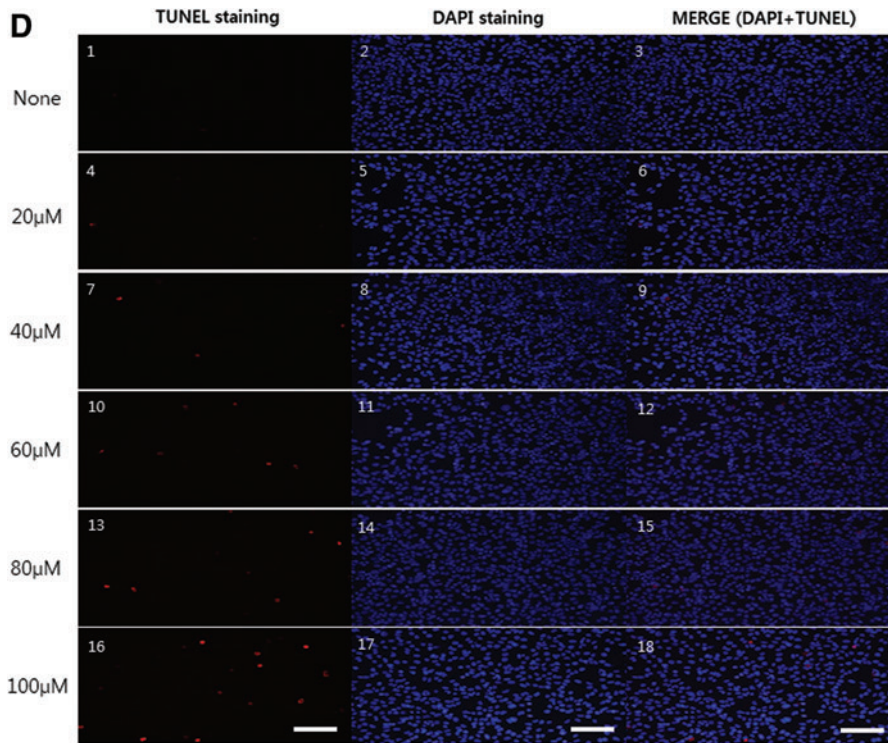 D
TUNEL staining
DAPI staining
MERGE (DAPI+TUNEL)
None
1
2
3
20µM
4
5
6
40µM
7
8
9
60µM
10
11
12
80µM
13
14
15
100µM
16
17
18